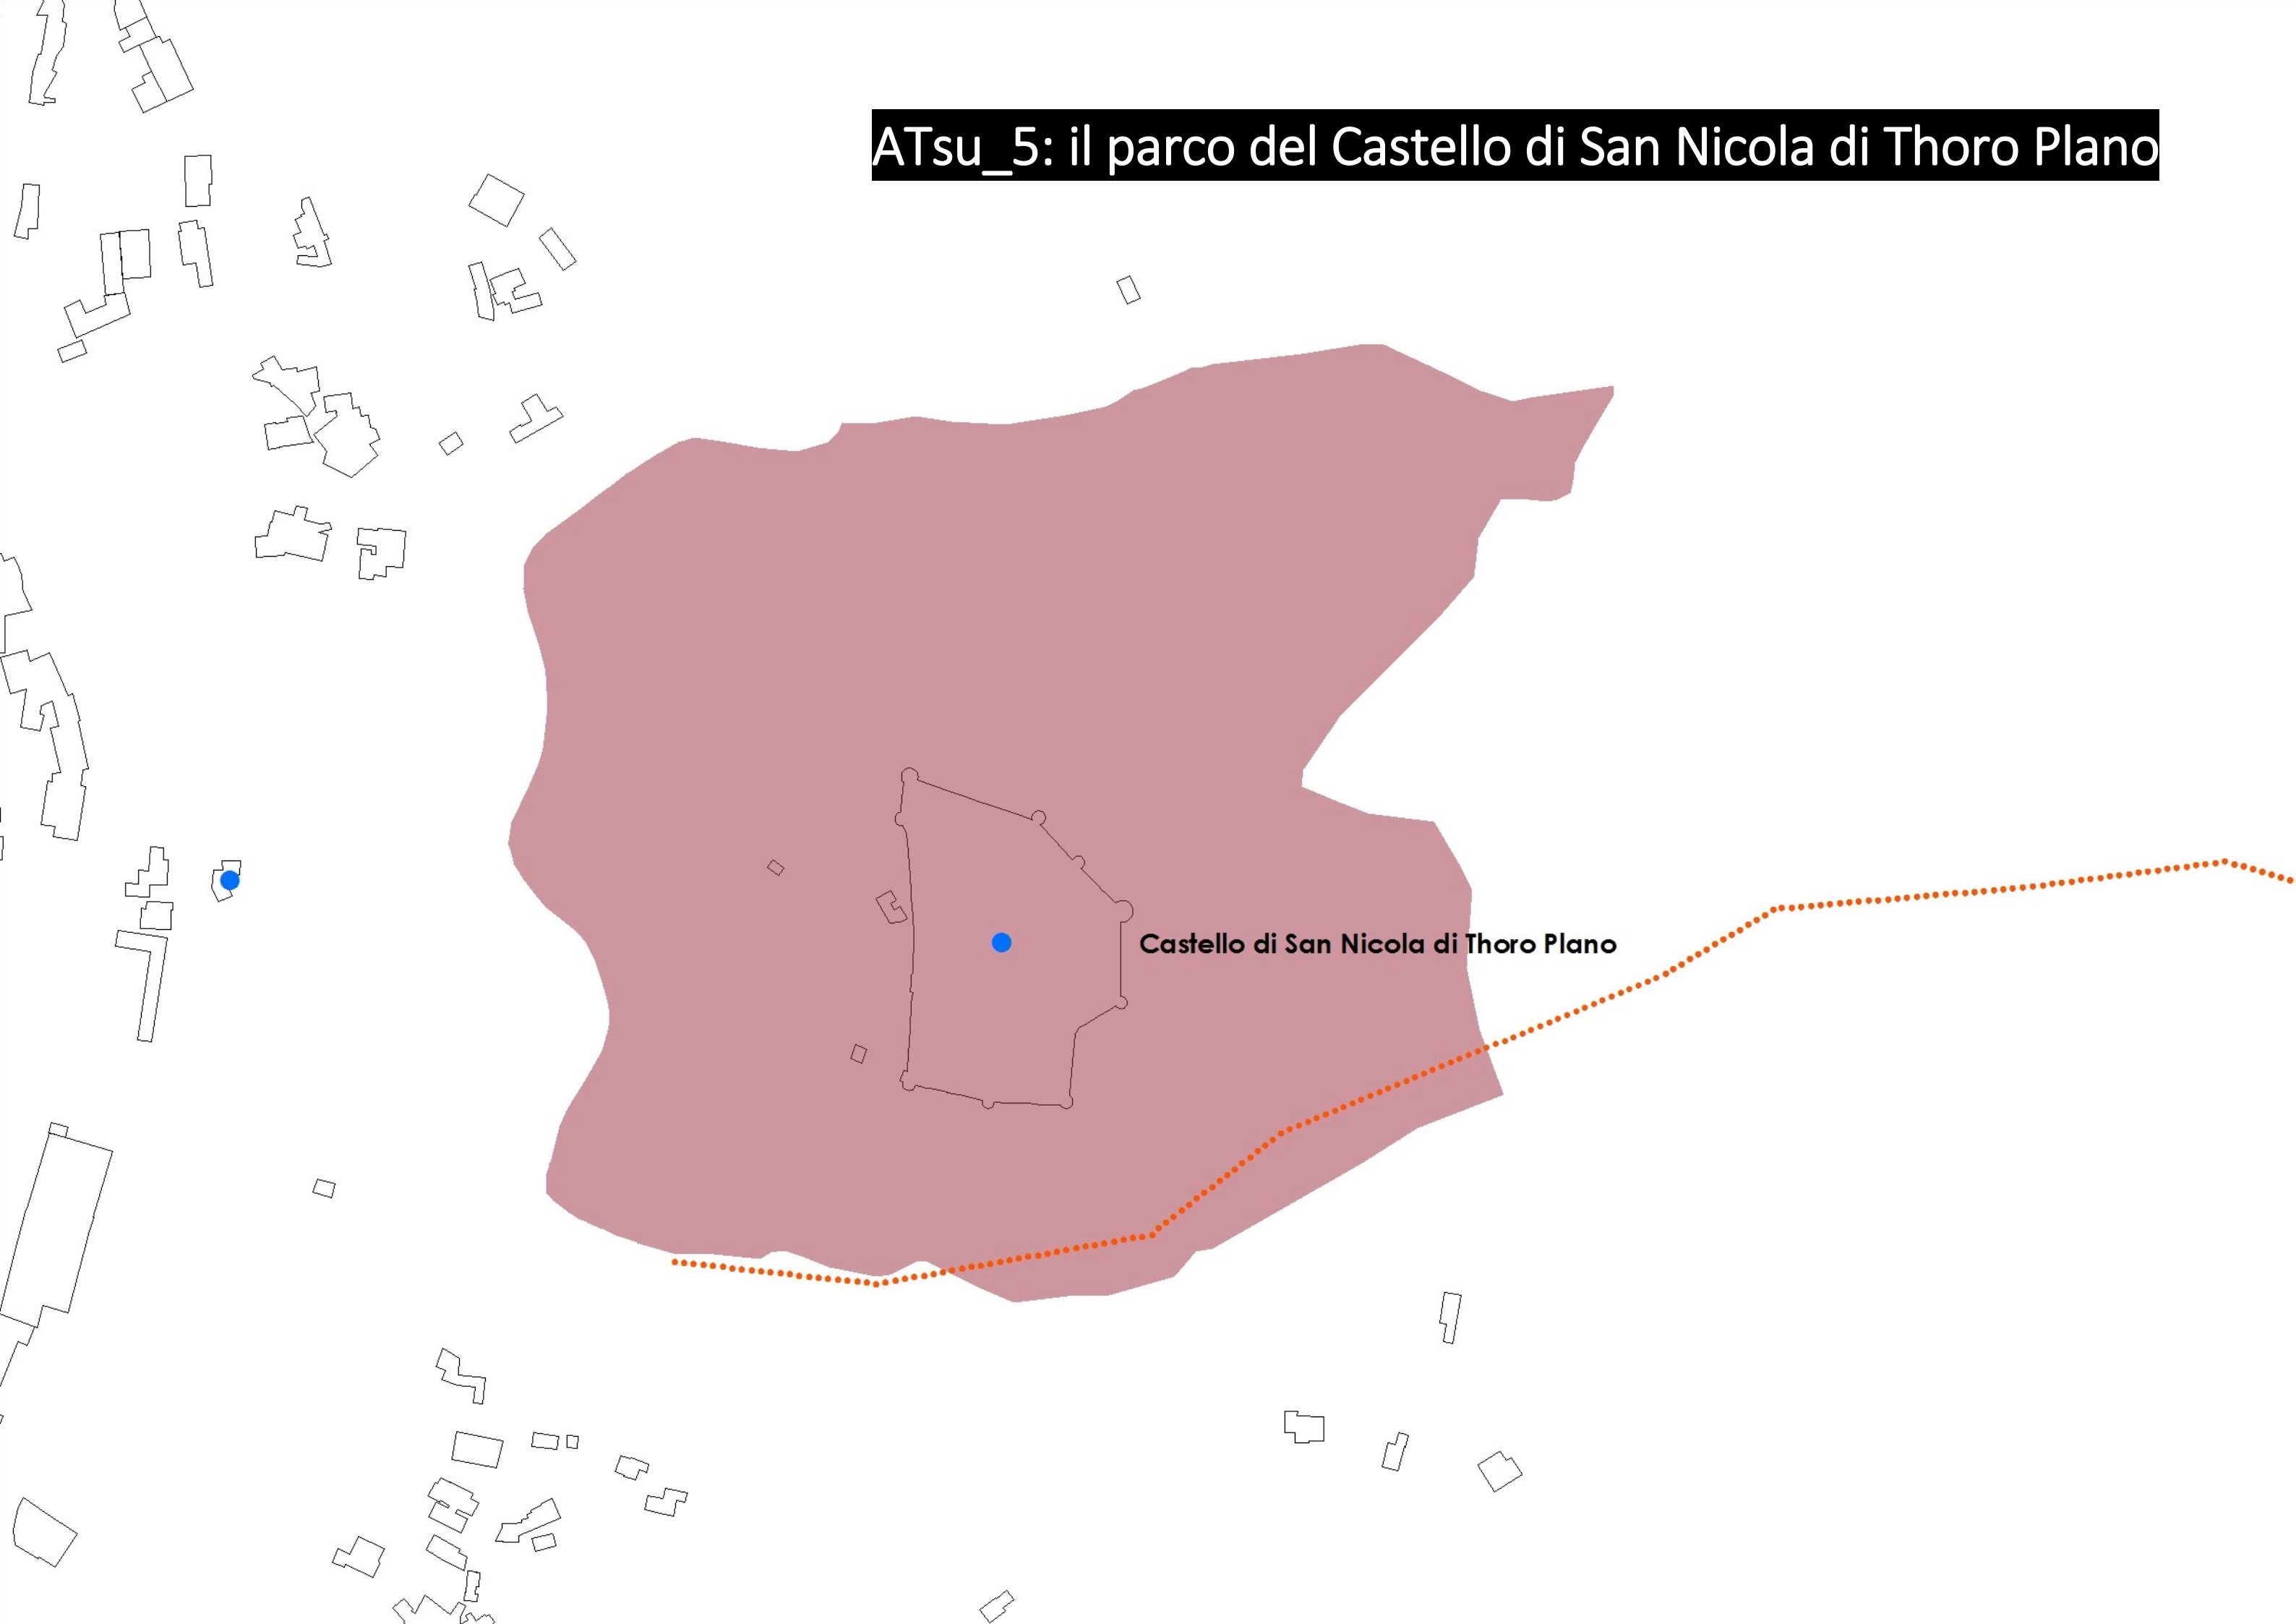 ATsu_5: il parco del Castello di San Nicola di Thoro Plano
Castello di San Nicola di Thoro Plano